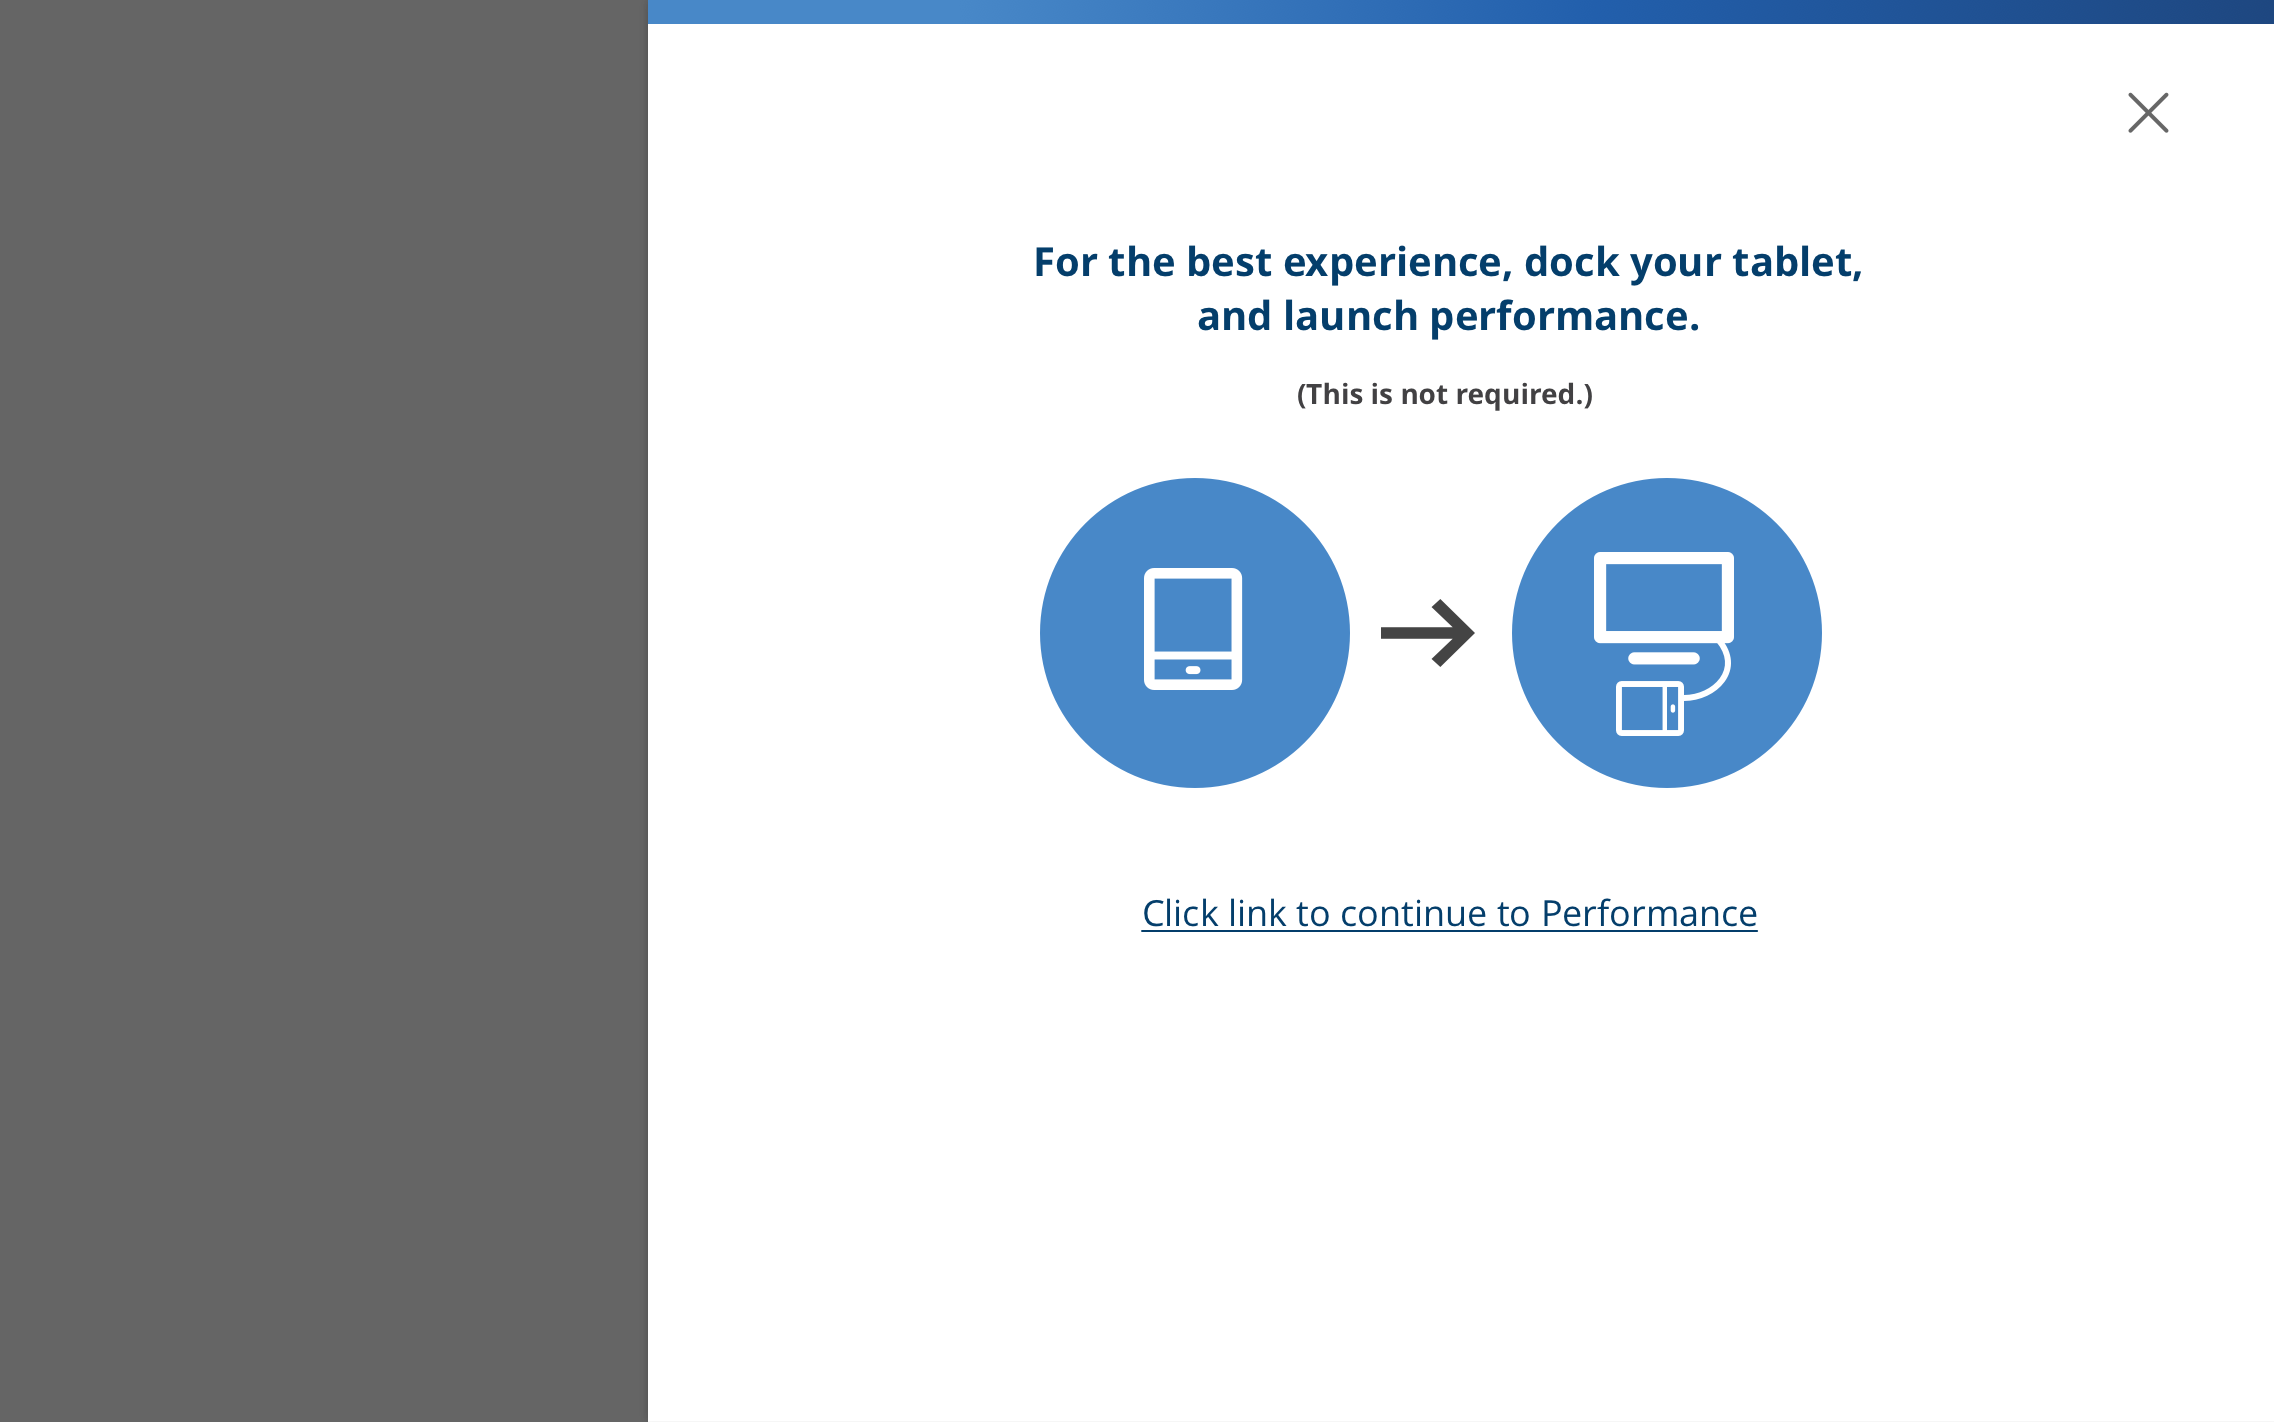 For the best experience, dock your tablet,
and launch performance.
(This is not required.)
Click link to continue to Performance